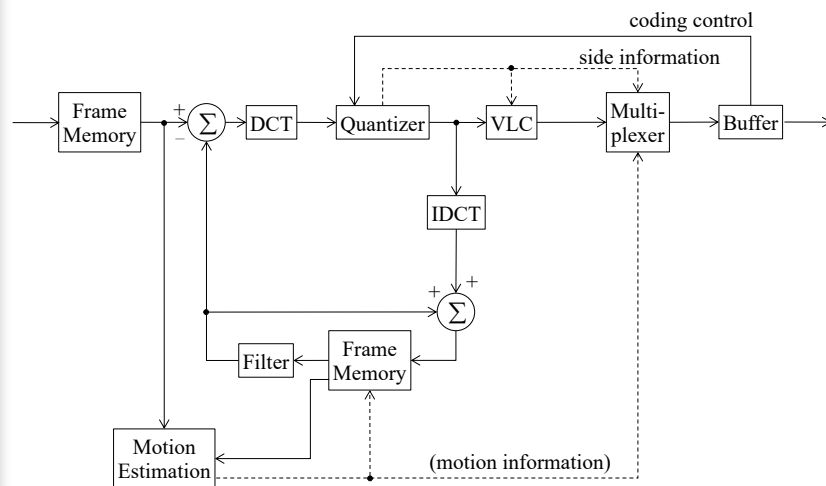 coding control
side information
Frame
Memory
+
−
Σ
DCT
Quantizer
VLC
Multi-
plexer
Buffer
IDCT
+
+
Σ
Filter
Frame
Memory
Motion
Estimation
(motion information)